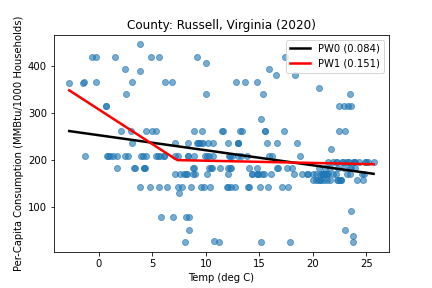 County: Russell, Virginia (2020)
PW0 (0.084)
PW1 (0.151)
Per-Capita Consumption (MMBtu/1000 Households)
400
300
200
100
0
5
10
15
20
25
Temp (deg C)